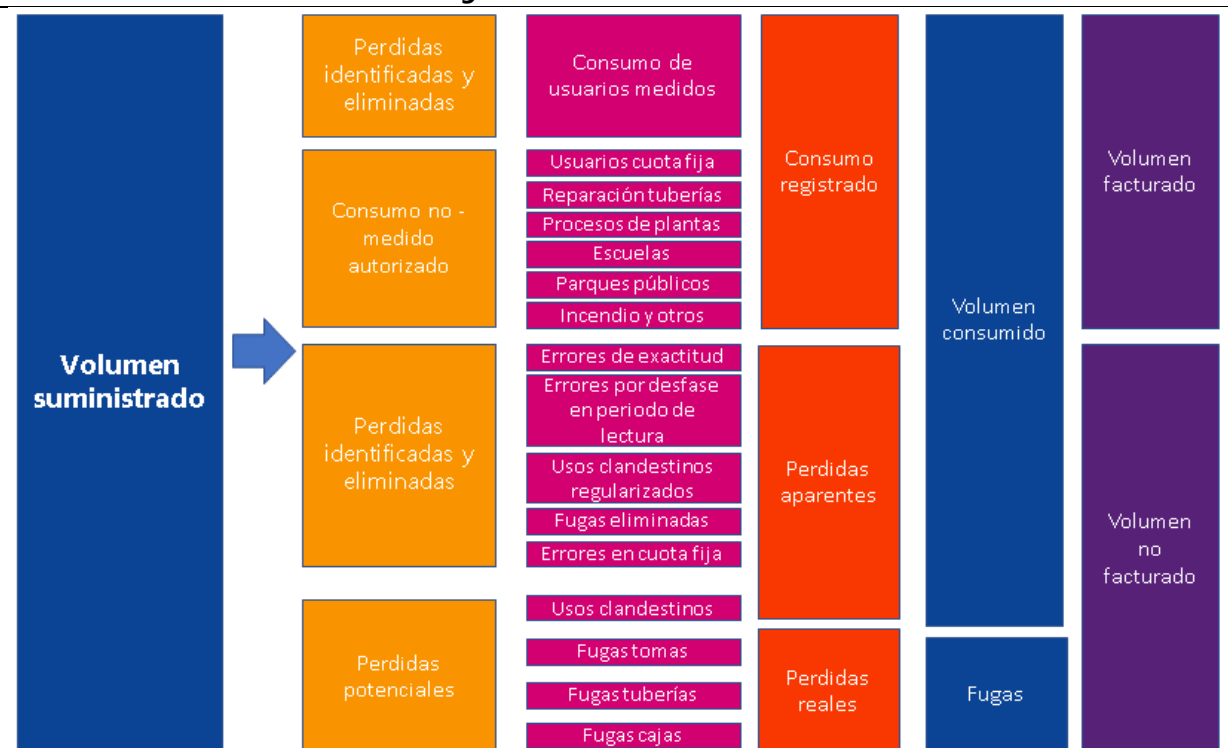 Volumen
suministrado
Perdidas
identificadas y
eliminadas
Consumo no -
medido
autorizado
Perdidas
identificadas y
eliminadas
Perdidas
potenciales
Consumo de
usuarios medidos
Usuarios cuota fija
Reparación tuberías
Procesos de plantas
Escuelas
Parques públicos
Incendio y otros
Errores de exactitud
Errores por desfase
en periodo de
lectura
Usos clandestinos
regularizados
Fugas eliminadas
Errores en cuota fija
Usos clandestinos
Fugas tomas
Fugas tuberías
Fugas cajas
Consumo
registrado
Perdidas
aparentes
Perdidas
reales
Volumen
consumido
Fugas
Volumen
facturado
Volumen
no
facturado